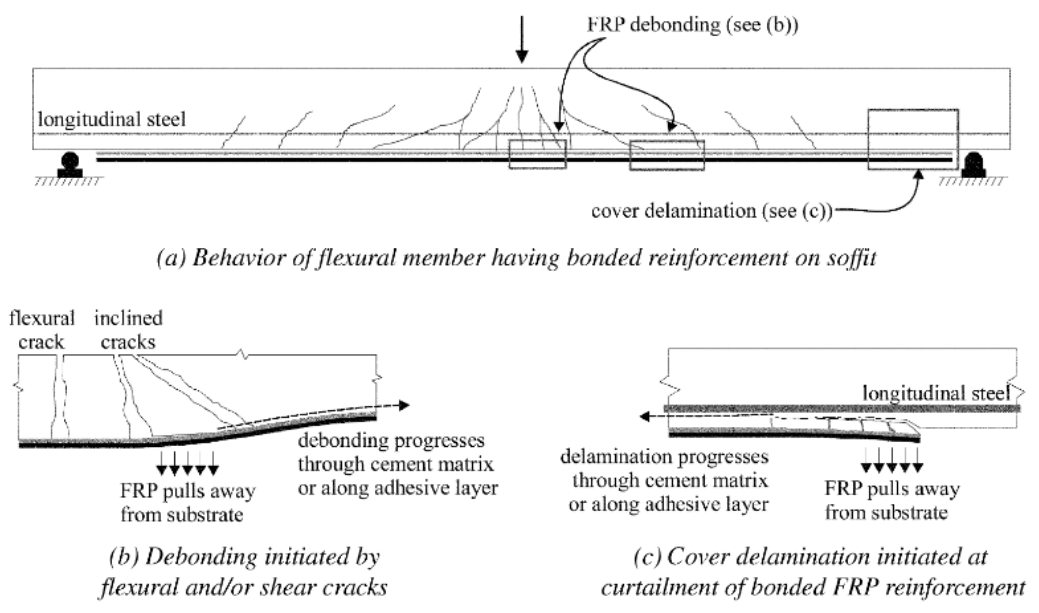 FRP debonding (see (b))
longitudinal steel
cover delamination (see (c))
(a) Behavior of flexural member having bonded reinforcement on soffit
flexural
crack
inclined
cracks
debonding progresses
through cement matrix
or along adhesive layer
FRP pulls away
from substrate
(b) Debonding initiated by
flexural and/or shear cracks
longitudinal steel
delamination progresses
through cement matrix
or along adhesive layer
FRP pulls away
from substrate
(c) Cover delamination initiated at
curtailment of bonded FRP reinforcement